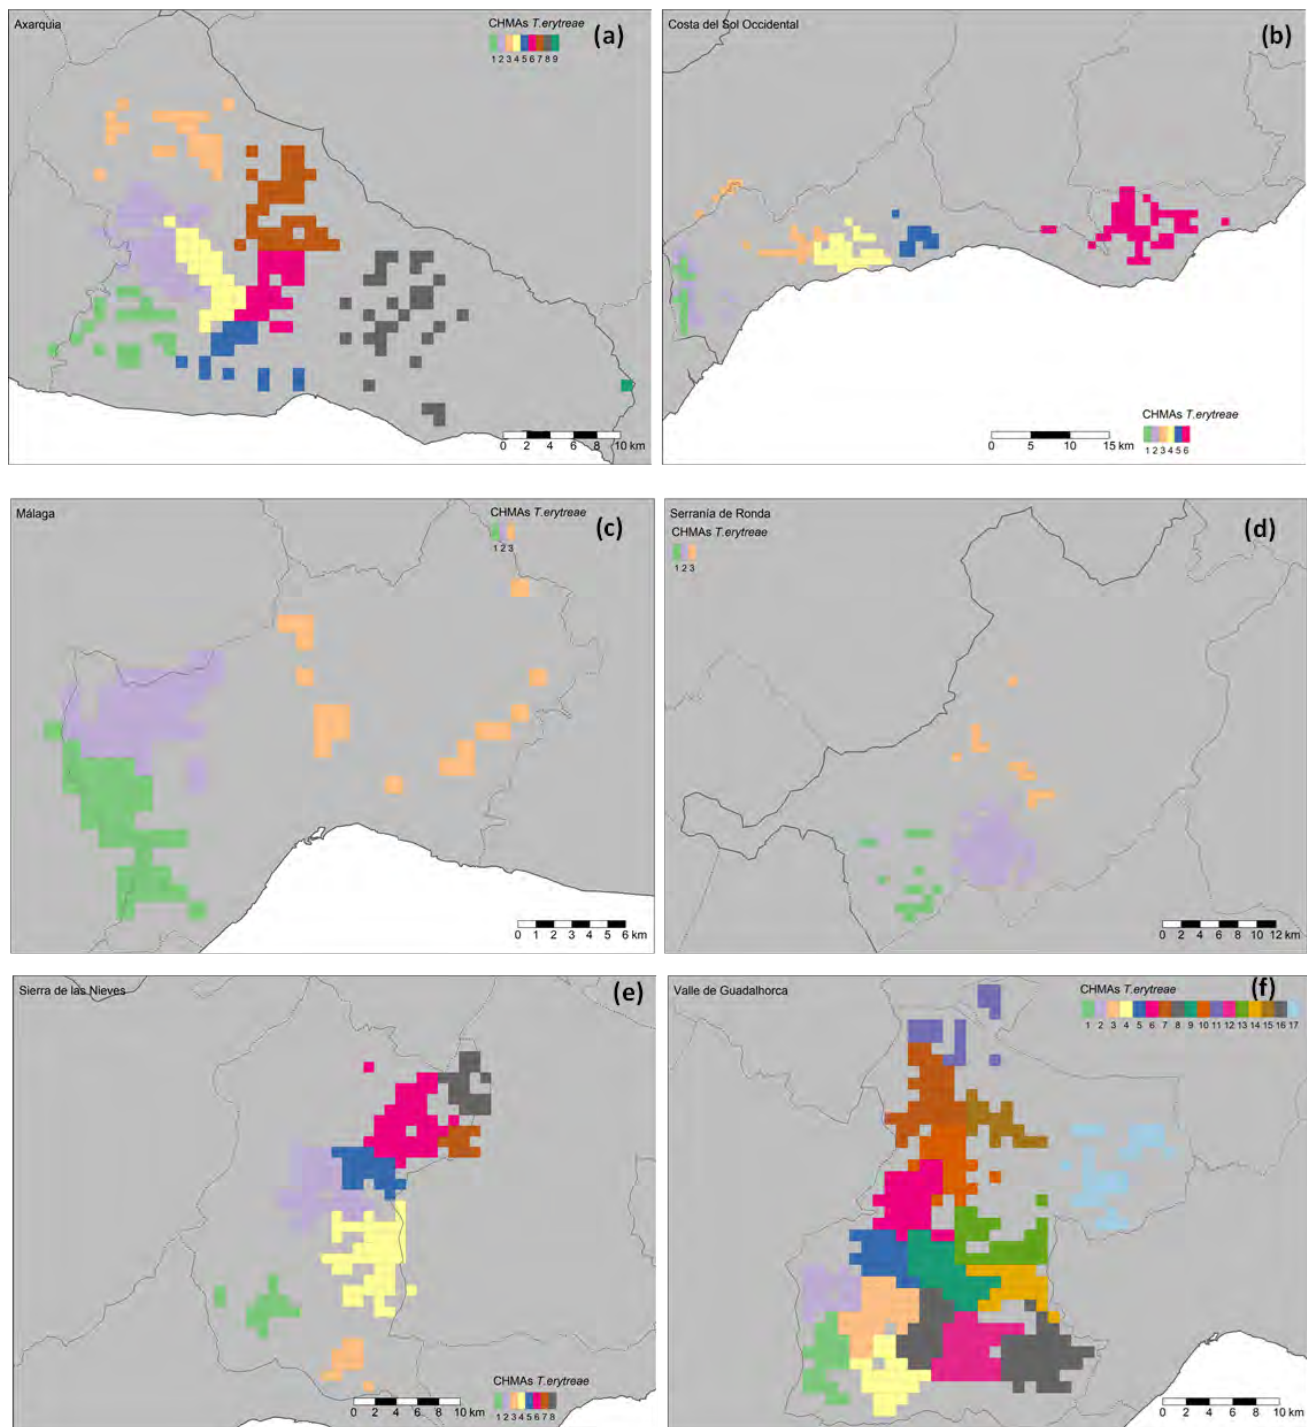 Axarquia
CHMAs T.erytreae
(a)
1 2 3 4 5 6 7 8 9
0 2 4 6 8 10 km
Costa del Sol Occidental
(b)
0 5 10 15 km
CHMAs T.erytreae
1 2 3 4 5 6
Málaga
CHMAs T.erytreae
(c)
1 2 3
0 1 2 3 4 5 6 km
Serranía de Ronda
CHMAs T.erytreae
(d)
1 2 3
0 2 4 6 8 10 12 km
Sierra de las Nieves
(e)
0 2 4 6 8 10 km
CHMAs T.erytreae
1 2 3 4 5 6 7 8
Valle de Guadalhorca
CHMAs T.erytreae
(f)
1 2 3 4 5 6 7 8 9 10 11 12 13 14 15 16 17
0 2 4 6 8 10 km